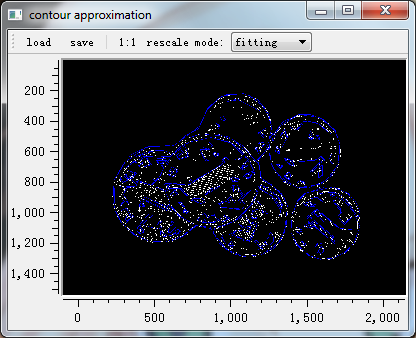 contour approximation
load save 1:1 rescale mode: fitting
200
400
600
800
1,000
1,200
1,400
0 500 1,000 1,500 2,000